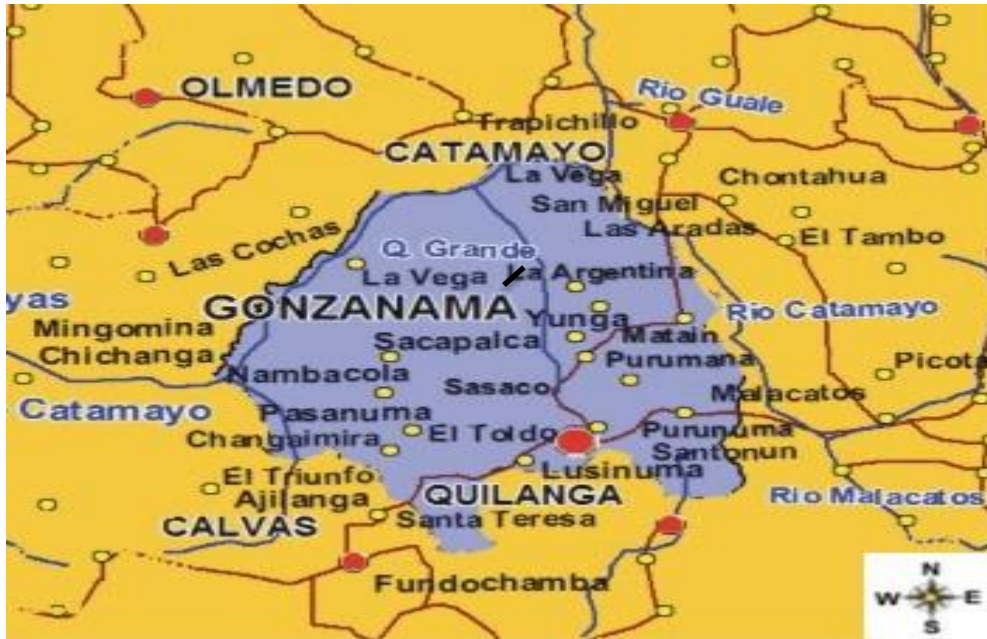 OLMEDO
Rio Guale
Trapichillo
CATAMAYO
La Vega
Chontahua
San Miguel
Las Aradas
El Tambo
Las Cochas
Q. Grande
La Vega
La Argentina
yas
GONZANAMA
Rio Catamayo
Yunga
Mingomina
Matain
Sacapalca
Chichanga
Purumana
Picota
Nambacola
Sasaco
Malacatos
Catamayo
Pasanuma
Changaimira
El Toldo
Purunuma
Santonun
Lusinuma
El Triunfo
Ajilanga
QUILANGA
Rio Malacatos
CALVAS
Santa Teresa
Fundochamba
N
W E
S